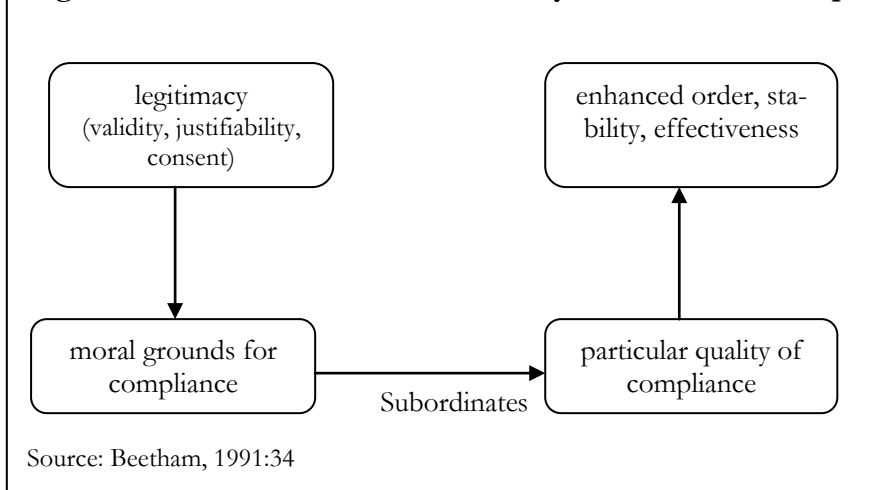 legitimacy
(validity, justifiability,
consent)
enhanced order, sta-
bility, effectiveness
moral grounds for
compliance
Subordinates
particular quality of
compliance
Source: Beetham, 1991:34